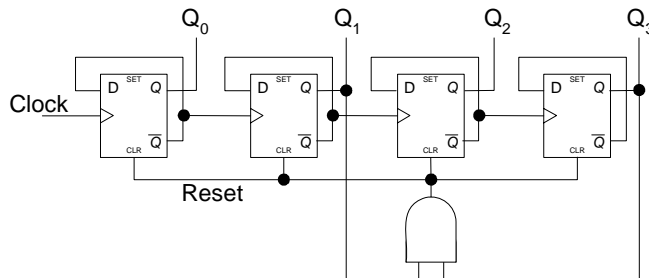 Q0 Q1 Q2 Q3
SET SET SET SET
D Q D Q D Q D Q
Clock
Q̅ Q̅ Q̅ Q̅
CLR CLR CLR CLR
Reset